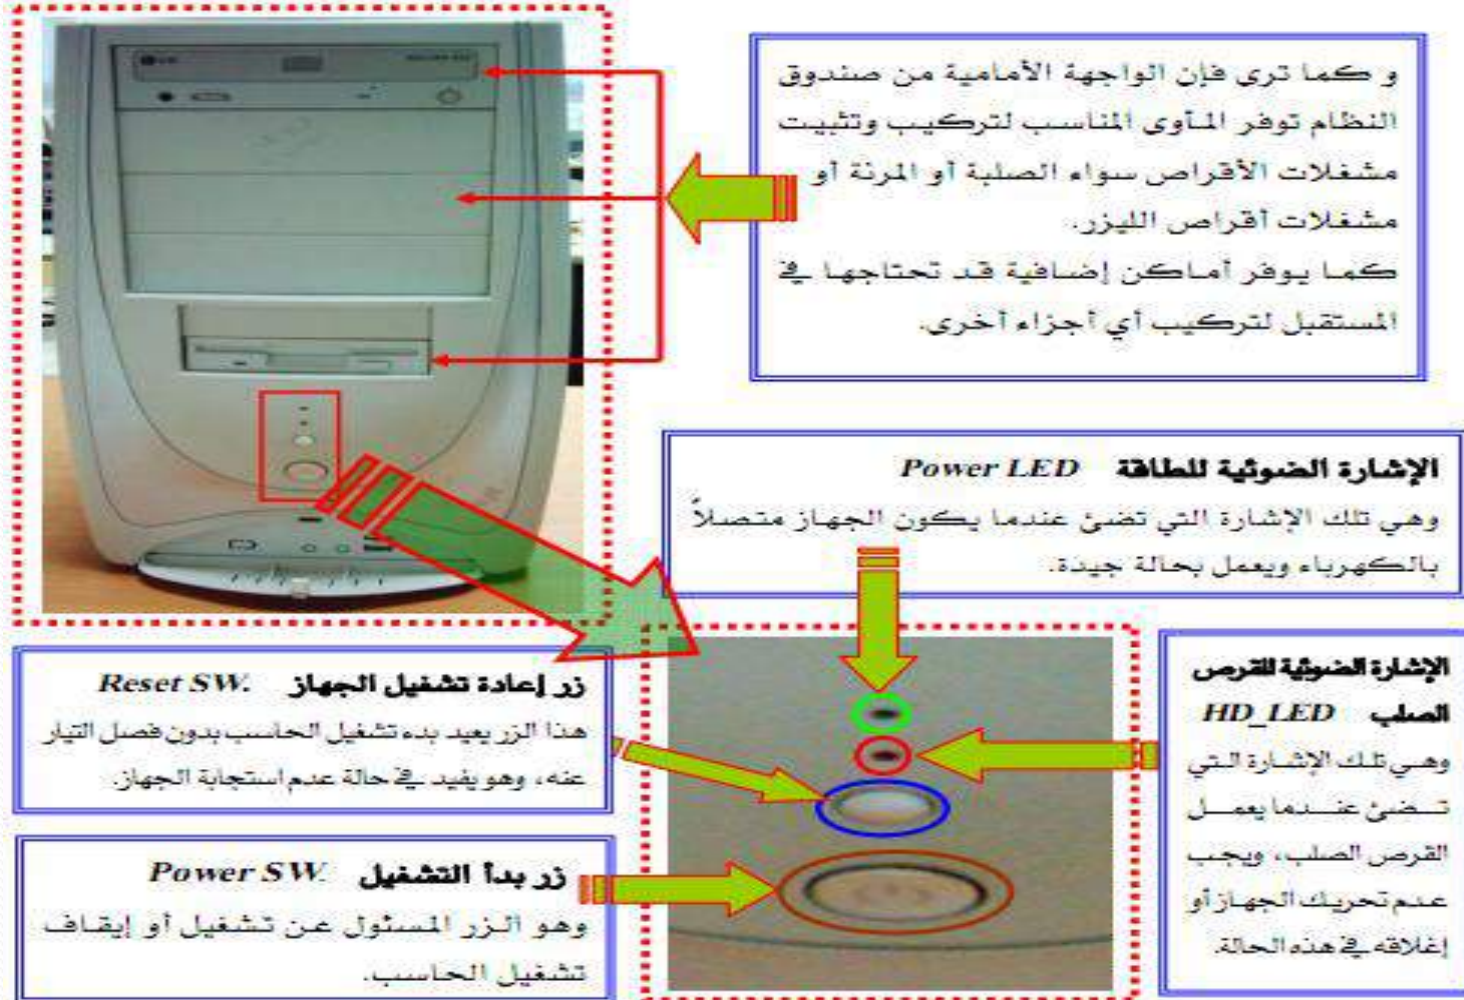 و كما ترى فإن الواجهة الأمامية من صندوق
النظام توفر المأوى المناسب لتركيب وتثبيت
مشغلات الأقراص سواء الصلبة أو المرنة أو
مشغلات أقراص الليزر.
كما يوفر أماكن إضافية قد تحتاجها في
المستقبل لتركيب أي أجزاء أخرى.
الإشارة الضوئية للطاقة Power LED
وهي تلك الإشارة التي تضئ عندما يكون الجهاز متصلاً
بالكهرباء ويعمل بحالة جيدة.
الإشارة الضوئية للقرص
الصلب HD_LED
وهي تلك الإشارة التي
تضئ عندما يعمل
القرص الصلب، ويجب
عدم تحريك الجهاز أو
إغلاقه في هذه الحالة.
زر إعادة تشغيل الجهاز Reset SW.
هذا الزر يعيد بدء تشغيل الحاسب بدون فصل التيار
عنه، وهو يفيد في حالة عدم استجابة الجهاز.
زر بدأ التشغيل Power SW.
وهو الزر المسئول عن تشغيل أو إيقاف
تشغيل الحاسب.